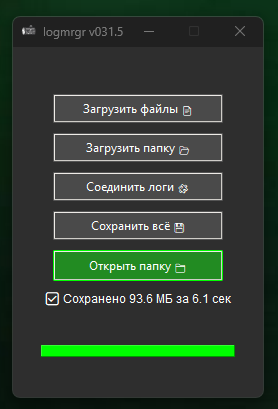 logmrgr v031.5
Загрузить файлы
Загрузить папку
Соединить логи
Сохранить всё
Открыть папку
Сохранено 93.6 МБ за 6.1 сек